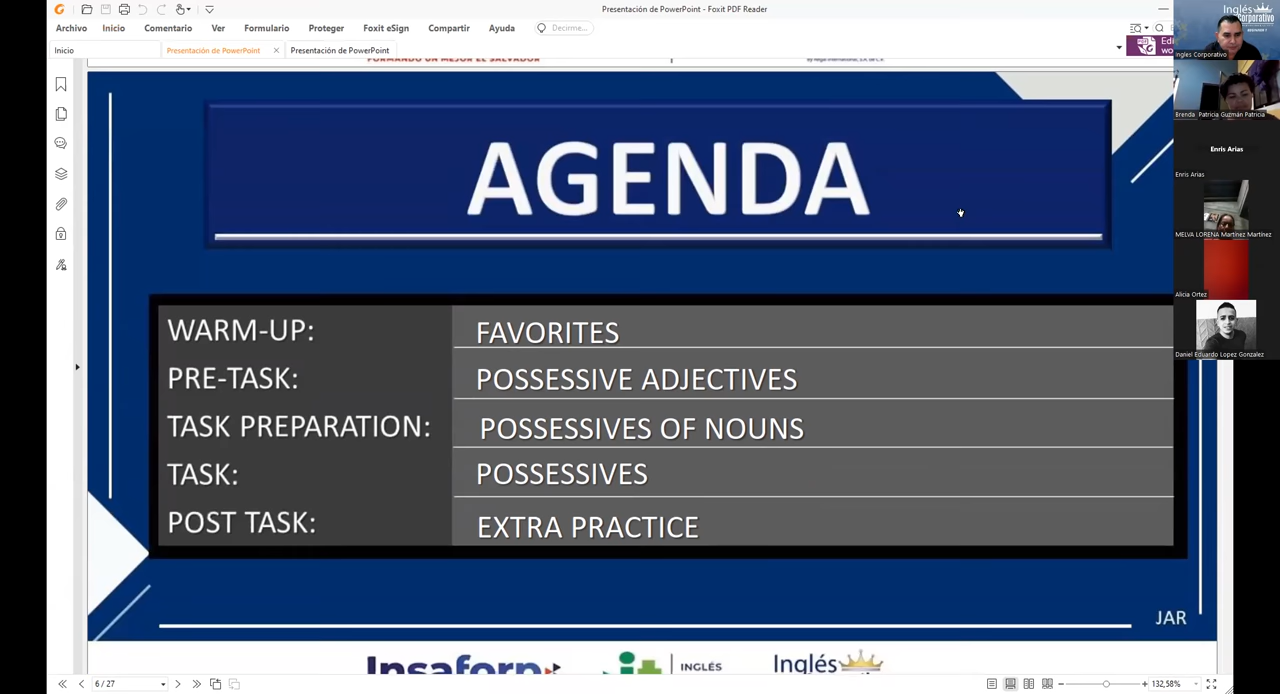 Presentación de PowerPoint - Foxit PDF Reader
Archivo Inicio Comentario Ver Formulario Proteger Foxit eSign Compartir Ayuda Decirme...
Inicio Presentación de PowerPoint Presentación de PowerPoint
FORMANDO UN MEJOR EL SALVADOR
AGENDA
WARM-UP: FAVORITES
PRE-TASK: POSSESSIVE ADJECTIVES
TASK PREPARATION: POSSESSIVES OF NOUNS
TASK: POSSESSIVES
POST TASK: EXTRA PRACTICE
JAR
Insaforp INGLÉS Inglés
6 / 27 132,58%
Inglés
Corporativo
Ingles Corporativo
Brenda Patricia Guzmán Patricia
Enris Arias
Enris Arias
MELVA LORENA Martínez Martínez
Alicia Ortez
Daniel Eduardo Lopez Gonzalez